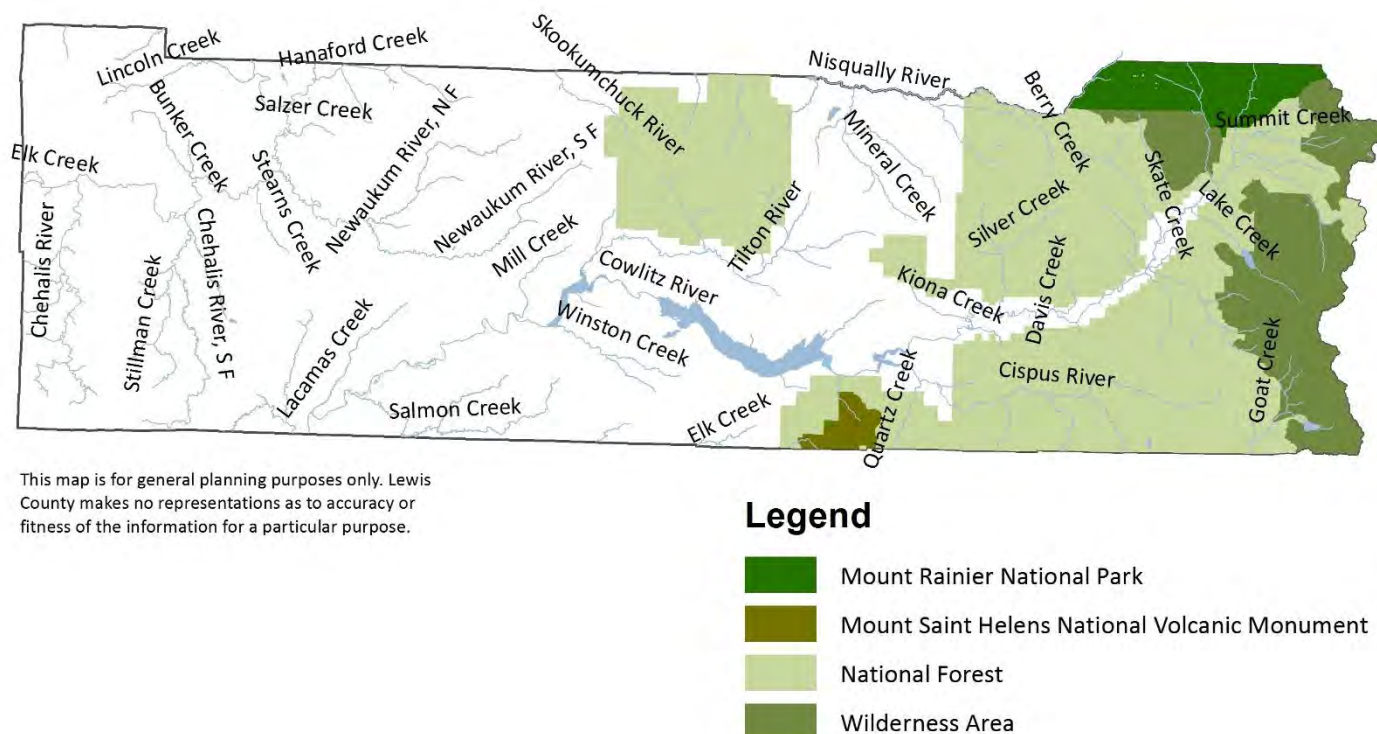 Lincoln Creek
Hanaford Creek
Skookumchuck River
Nisqually River
Berry Creek
Summit Creek
Bunker Creek
Salzer Creek
Newaukum River, N F
Newaukum River, S F
Mineral Creek
Elk Creek
Stearns Creek
Skate Creek
Lake Creek
Silver Creek
Chehalis River
Stillman Creek
Chehalis River, S F
Mill Creek
Tilton River
Cowlitz River
Kiona Creek
Davis Creek
Winston Creek
Lacamas Creek
Salmon Creek
Elk Creek
Quartz Creek
Cispus River
Goat Creek
This map is for general planning purposes only. Lewis
County makes no representations as to accuracy or
fitness of the information for a particular purpose.
Legend
Mount Rainier National Park
Mount Saint Helens National Volcanic Monument
National Forest
Wilderness Area